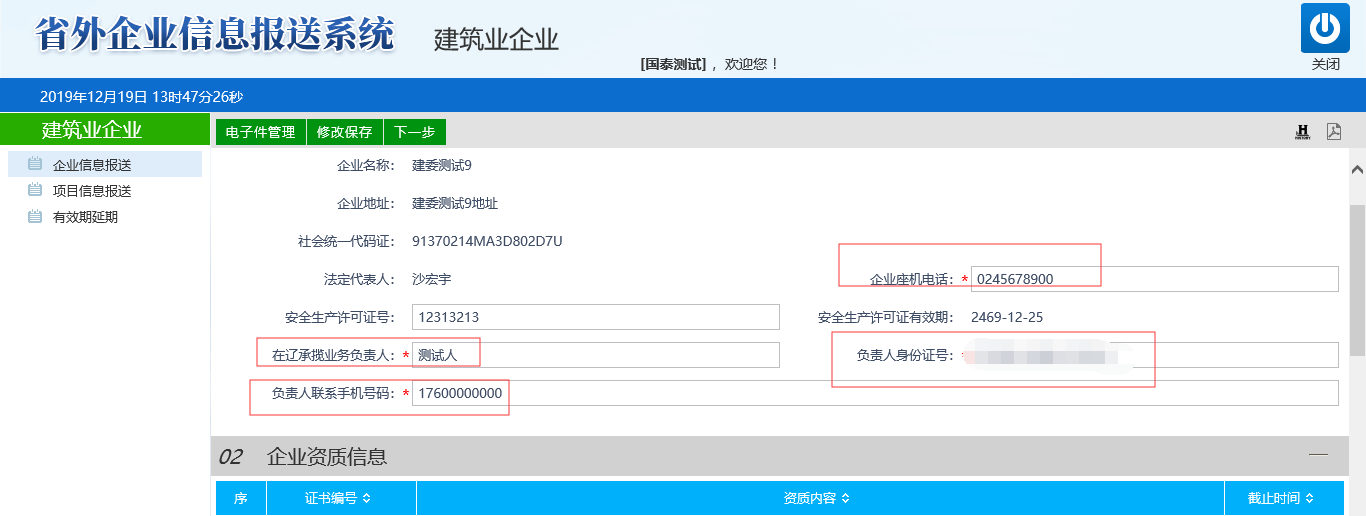 省外企业信息报送系统 建筑业企业
[国泰测试] ，欢迎您！ 关闭
2019年12月19日 13时47分26秒
建筑业企业
企业信息报送
项目信息报送
有效期延期
电子件管理 修改保存 下一步
企业名称： 建委测试9
企业地址： 建委测试9地址
社会统一代码证： 91370214MA3D802D7U
法定代表人： 沙宏宇 企业座机电话：* 0245678900
安全生产许可证号： 12313213 安全生产许可证有效期： 2469-12-25
在辽承揽业务负责人：* 测试人 负责人身份证号：
负责人联系手机号码：* 17600000000
02 企业资质信息
序 证书编号 资质内容 截止时间